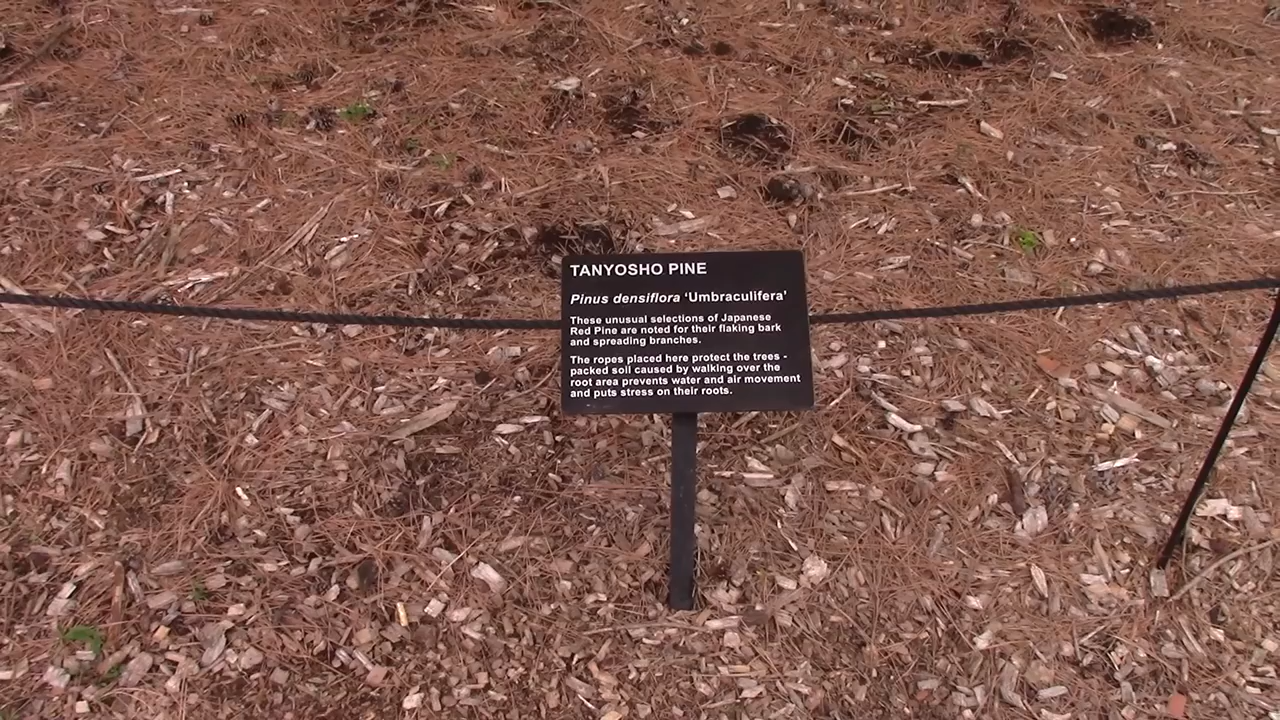 TANYOSHO PINE
Pinus densiflora ‘Umbraculifera’
These unusual selections of Japanese
Red Pine are noted for their flaking bark
and spreading branches.
The ropes placed here protect the trees -
packed soil caused by walking over the
root area prevents water and air movement
and puts stress on their roots.